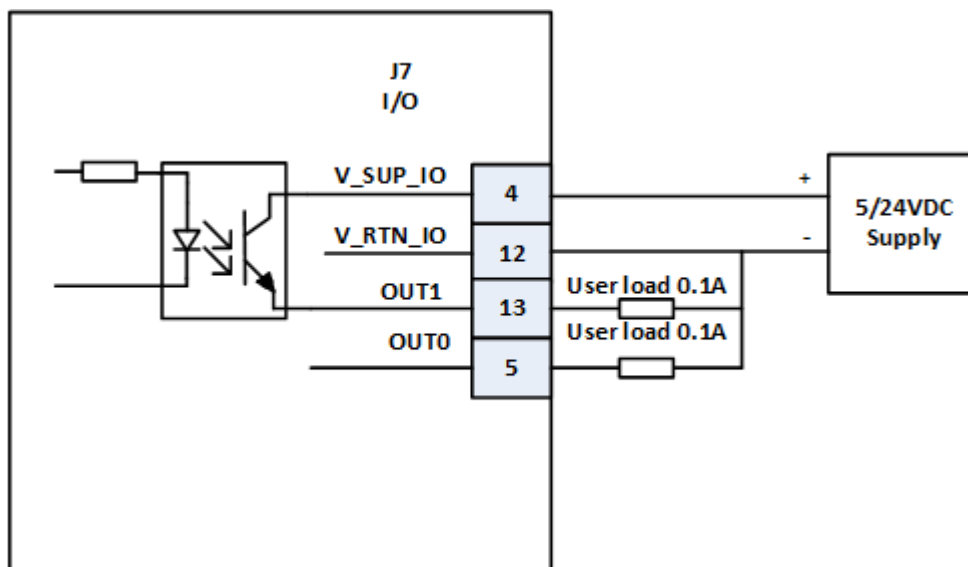 J7
I/O
V_SUP_IO
4
+
5/24VDC
Supply
V_RTN_IO
12
-
OUT1
13
User load 0.1A
OUT0
5
User load 0.1A